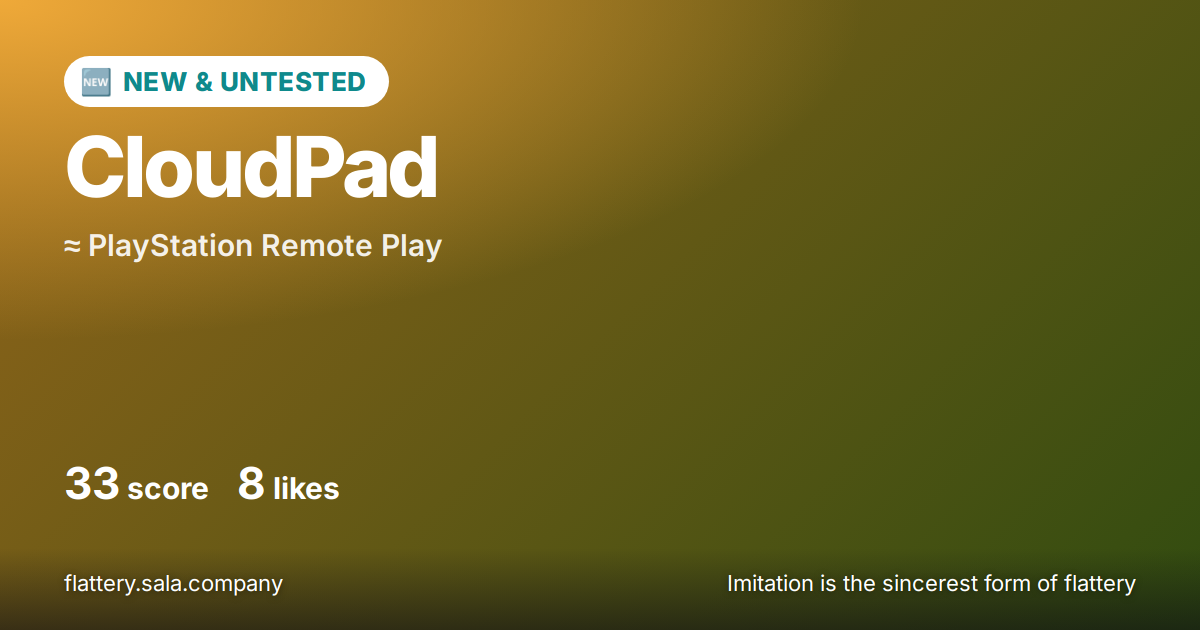 🆕 NEW & UNTESTED
CloudPad
≈ PlayStation Remote Play
33 score 8 likes
flattery.sala.company
Imitation is the sincerest form of flattery